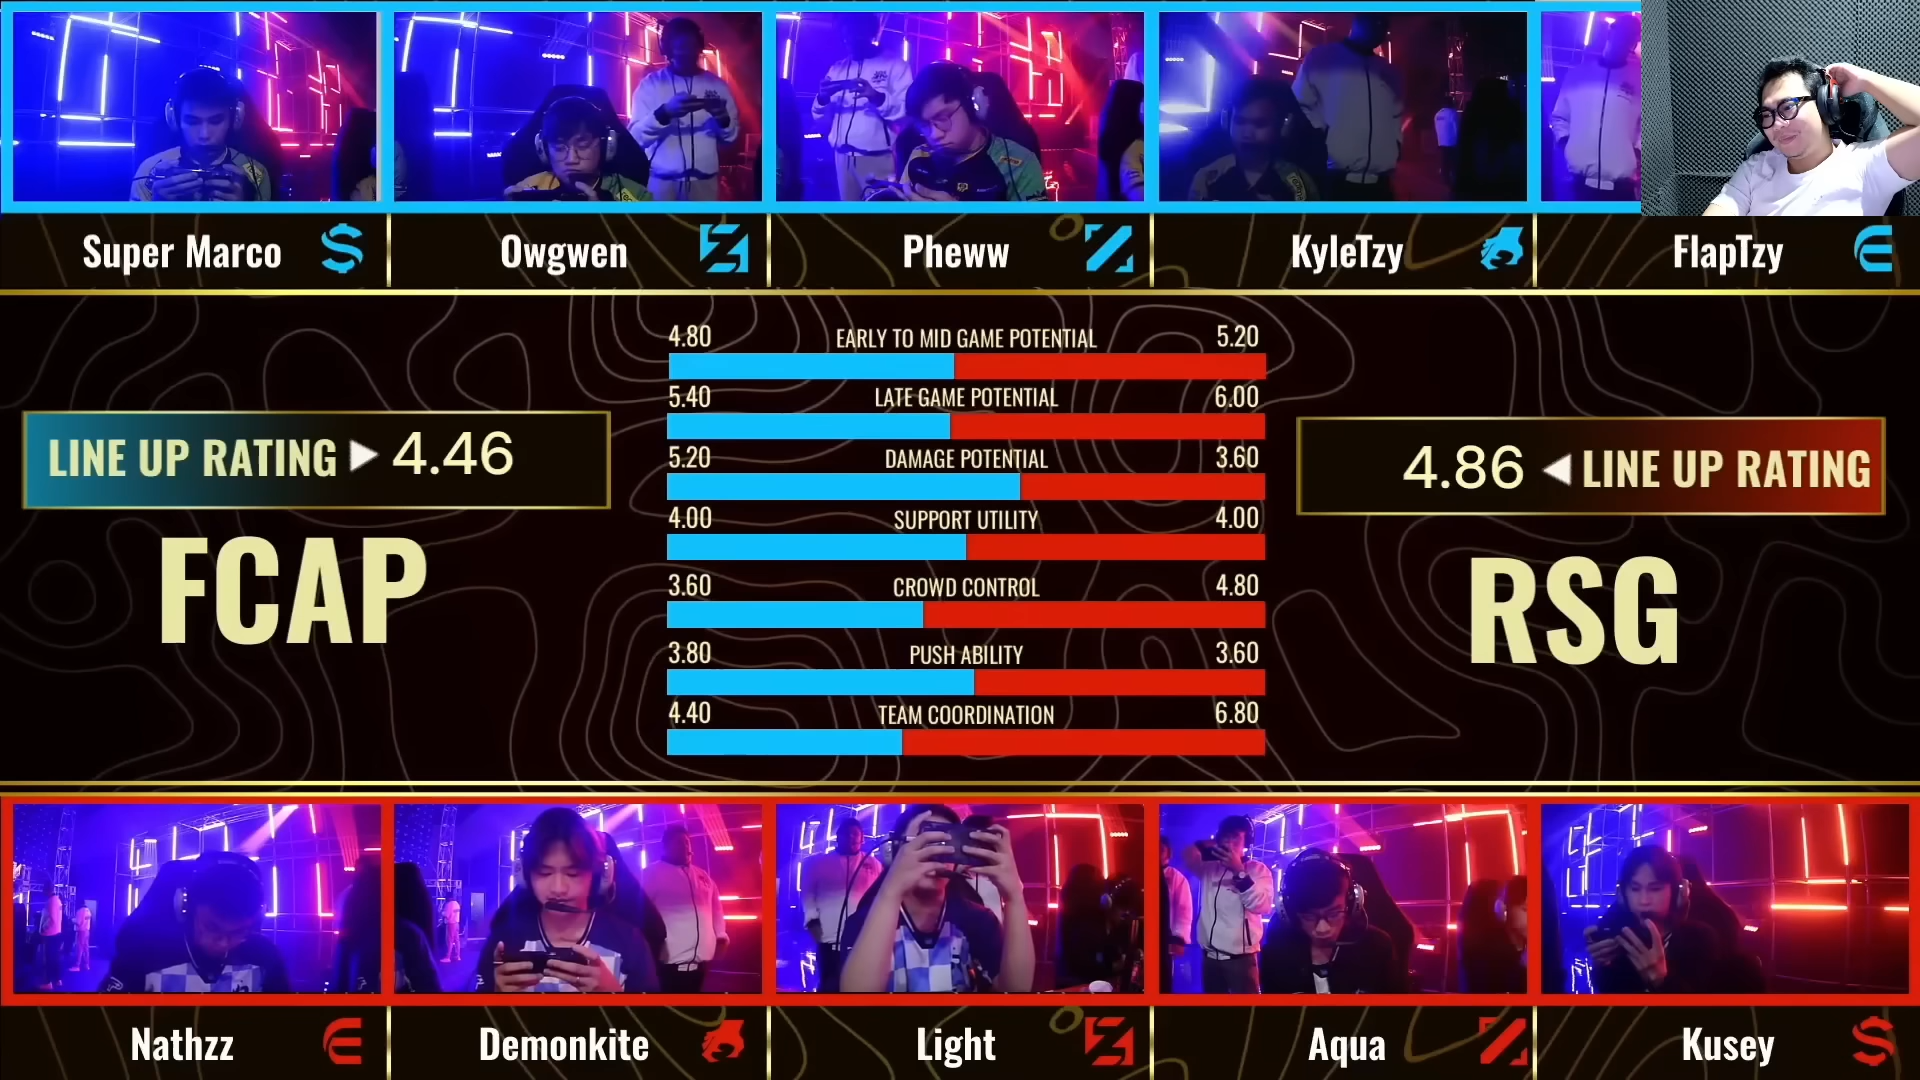 Super Marco
Owgwen
Pheww
KyleTzy
FlapTzy
4.80 EARLY TO MID GAME POTENTIAL 5.20
5.40 LATE GAME POTENTIAL 6.00
5.20 DAMAGE POTENTIAL 3.60
4.00 SUPPORT UTILITY 4.00
3.60 CROWD CONTROL 4.80
3.80 PUSH ABILITY 3.60
4.40 TEAM COORDINATION 6.80
LINE UP RATING 4.46
FCAP
4.86 LINE UP RATING
RSG
Nathzz
Demonkite
Light
Aqua
Kusey